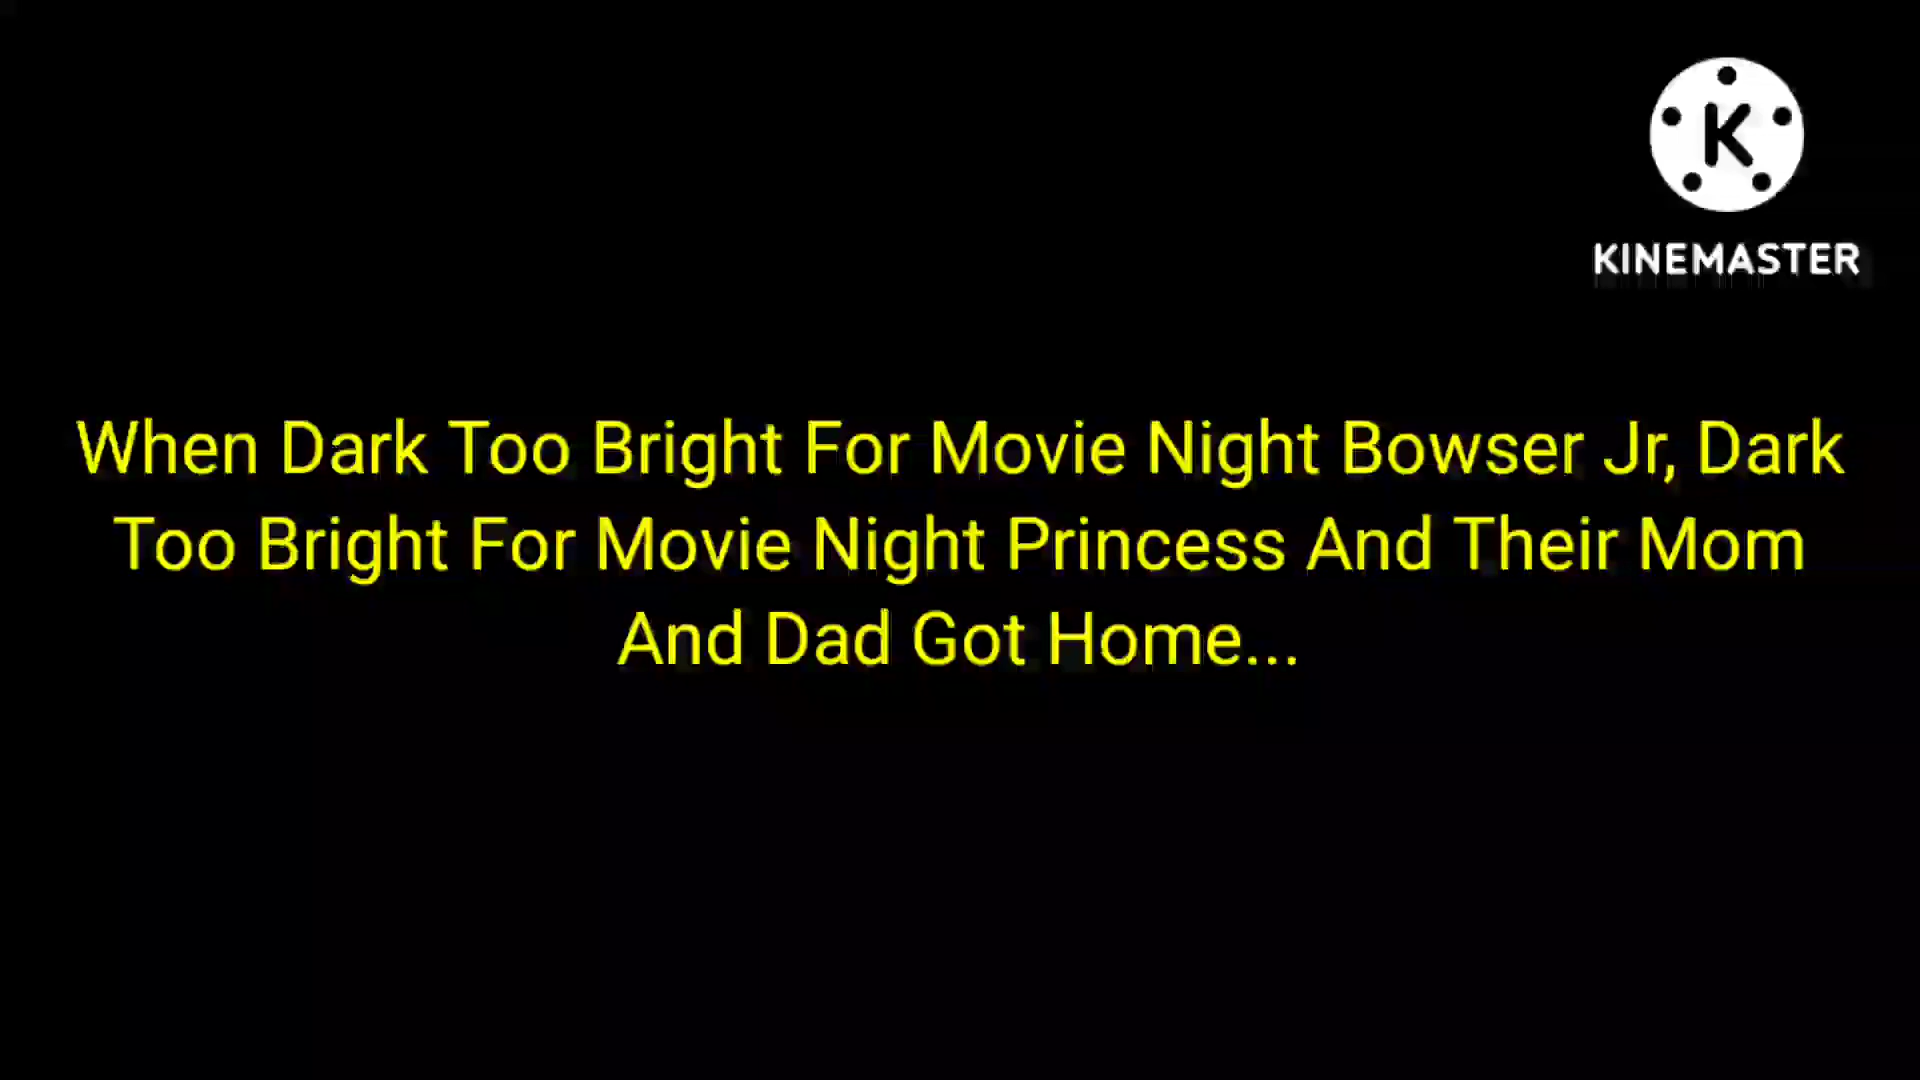 K
KINEMASTER
When Dark Too Bright For Movie Night Bowser Jr, Dark
Too Bright For Movie Night Princess And Their Mom
And Dad Got Home...